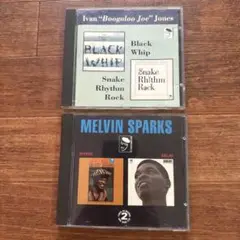 Ivan "Boogaloo Joe" Jones
BLACK
WHIP
Black
Whip
Snake
Rhythm
Rock
Snake
Rhythm
Rock
MELVIN SPARKS
2